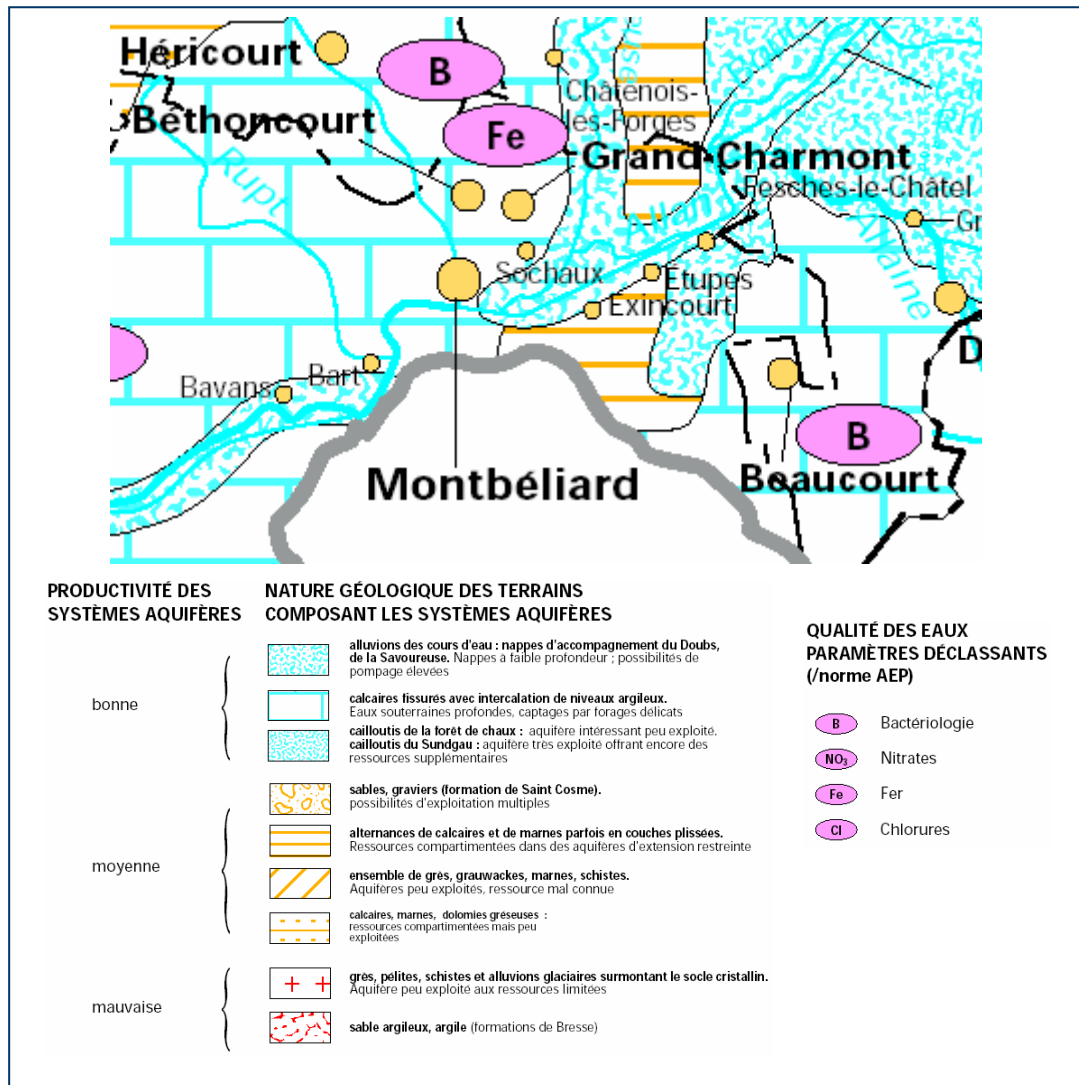 Héricourt
B
Châtenois-
les-Forges
Béthoncourt
Fe
Grand-Charmont
Fesches-le-Châtel
Rupt
Allan
Allaine
Sochaux
Étupes
Exincourt
Bart
Bavans
Montbéliard
B
Beaucourt
D
Gr
PRODUCTIVITÉ DES
SYSTÈMES AQUIFÈRES
NATURE GÉOLOGIQUE DES TERRAINS
COMPOSANT LES SYSTÈMES AQUIFÈRES
bonne
alluvions des cours d'eau : nappes d'accompagnement du Doubs,
de la Savoureuse. Nappes à faible profondeur ; possibilités de
pompage élevées
calcaires fissurés avec intercalation de niveaux argileux.
Eaux souterraines profondes, captages par forages délicats
cailloutis de la forêt de chaux : aquifère intéressant peu exploité.
cailloutis du Sundgau : aquifère très exploité offrant encore des
ressources supplémentaires
moyenne
sables, graviers (formation de Saint Cosme).
possibilités d'exploitation multiples
alternances de calcaires et de marnes parfois en couches plissées.
Ressources compartimentées dans des aquifères d'extension restreinte
ensemble de grès, grauwackes, marnes, schistes.
Aquifères peu exploités, ressource mal connue
calcaires, marnes, dolomies gréseuses :
ressources compartimentées mais peu
exploitées
mauvaise
grès, pélites, schistes et alluvions glaciaires surmontant le socle cristallin.
Aquifère peu exploité aux ressources limitées
sable argileux, argile (formations de Bresse)
QUALITÉ DES EAUX
PARAMÈTRES DÉCLASSANTS
(/norme AEP)
B Bactériologie
NO₃ Nitrates
Fe Fer
Cl Chlorures